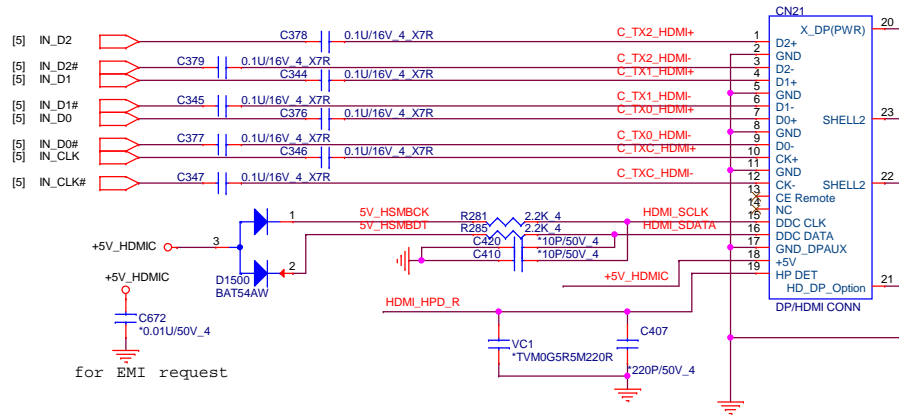 CN21
[5] IN_D2 C378 0.1U/16V_4_X7R C_TX2_HDMI+ 1 D2+ X_DP(PWR) 20
2 GND
[5] IN_D2# C379 0.1U/16V_4_X7R C_TX2_HDMI- 3 D2-
[5] IN_D1 C344 0.1U/16V_4_X7R C_TX1_HDMI+ 4 D1+
5 GND
[5] IN_D1# C345 0.1U/16V_4_X7R C_TX1_HDMI- 6 D1-
[5] IN_D0 C376 0.1U/16V_4_X7R C_TX0_HDMI+ 7 D0+ SHELL2 23
8 GND
[5] IN_D0# C377 0.1U/16V_4_X7R C_TX0_HDMI- 9 D0-
[5] IN_CLK C346 0.1U/16V_4_X7R C_TXC_HDMI+ 10 CK+
11 GND
[5] IN_CLK# C347 0.1U/16V_4_X7R C_TXC_HDMI- 12 CK- SHELL2 22
13 CE Remote
14 NC
1 5V_HSMBCK R281 2.2K_4 HDMI_SCLK 15 DDC CLK
5V_HSMBDT R285 2.2K_4 HDMI_SDATA 16 DDC DATA
+5V_HDMIC 3 C420 *10P/50V_4 17 GND_DPAUX
2 C410 *10P/50V_4 18 +5V
D1500
BAT54AW
+5V_HDMIC
19 HP DET
HD_DP_Option 21
DP/HDMI CONN
+5V_HDMIC
HDMI_HPD_R
C672
*0.01U/50V_4
VC1
*TVM0G5R5M220R
C407
*220P/50V_4
for EMI request